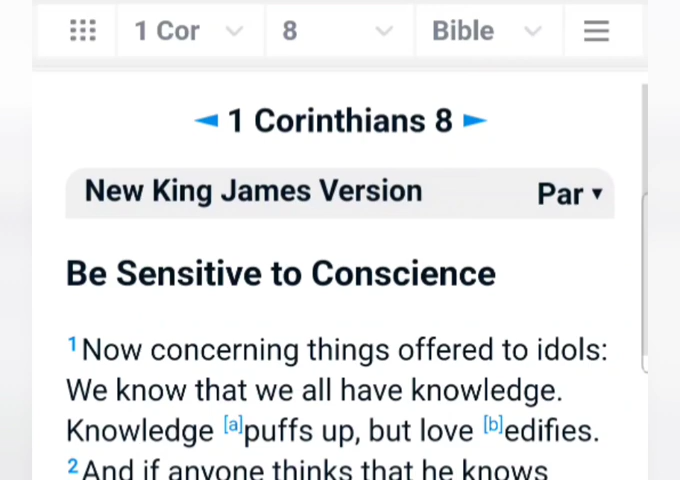 1 Cor 8 Bible
1 Corinthians 8
New King James Version Par
Be Sensitive to Conscience
1 Now concerning things offered to idols:
We know that we all have knowledge.
Knowledge [a]puffs up, but love [b]edifies.
2 And if anyone thinks that he knows